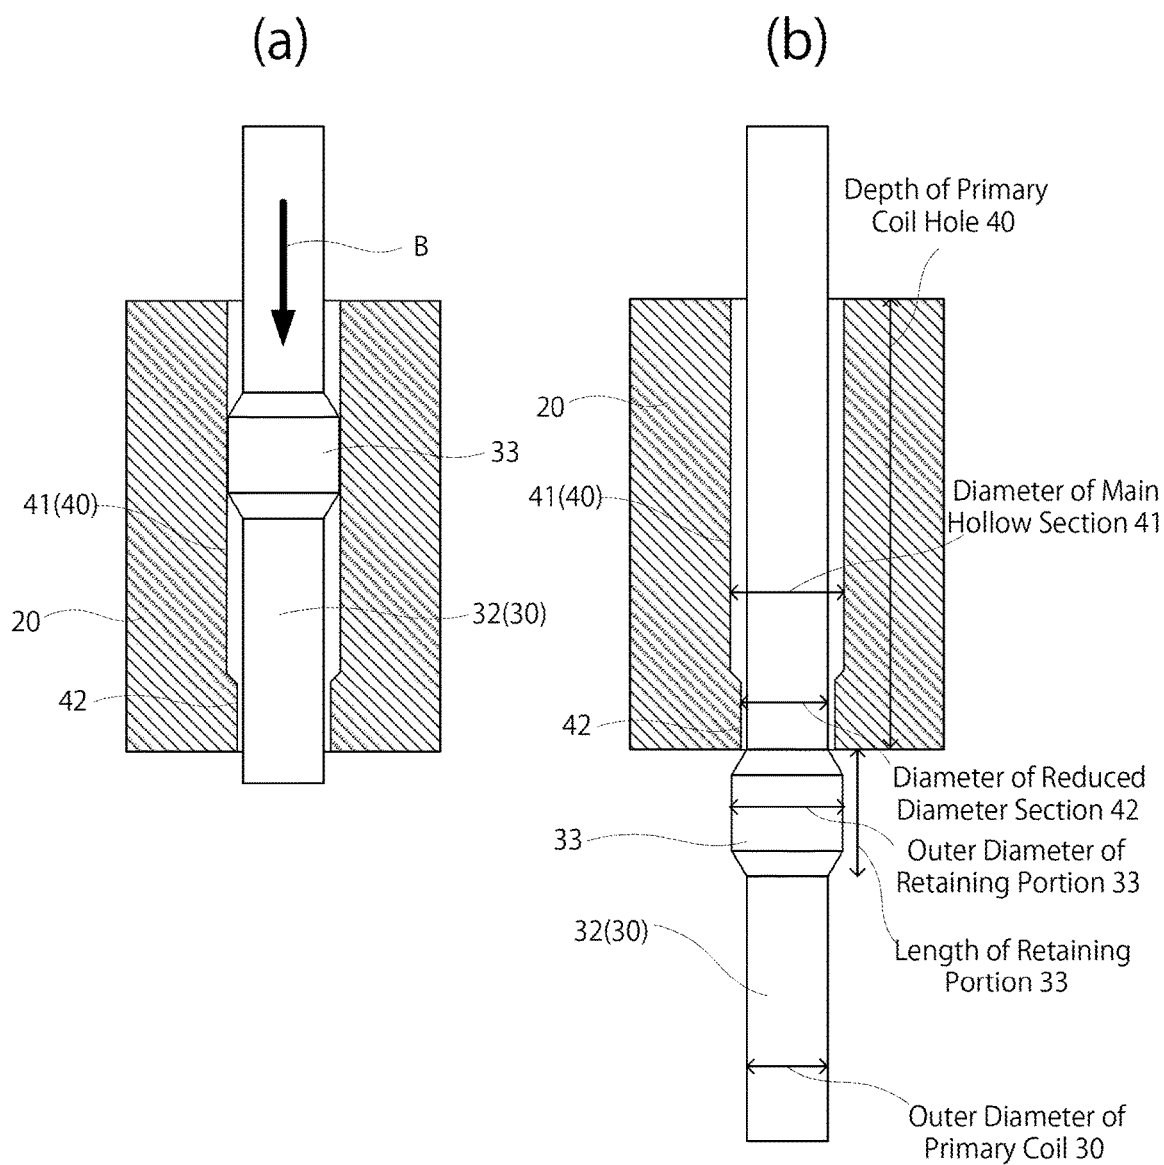 (a)
B
33
41(40)
32(30)
20
42
(b)
Depth of Primary
Coil Hole 40
20
41(40)
Diameter of Main
Hollow Section 41
42
Diameter of Reduced
Diameter Section 42
33
Outer Diameter of
Retaining Portion 33
32(30)
Length of Retaining
Portion 33
Outer Diameter of
Primary Coil 30